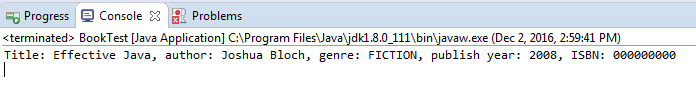 Progress Console Problems
<terminated> BookTest [Java Application] C:\Program Files\Java\jdk1.8.0_111\bin\javaw.exe (Dec 2, 2016, 2:59:41 PM)
Title: Effective Java, author: Joshua Bloch, genre: FICTION, publish year: 2008, ISBN: 000000000